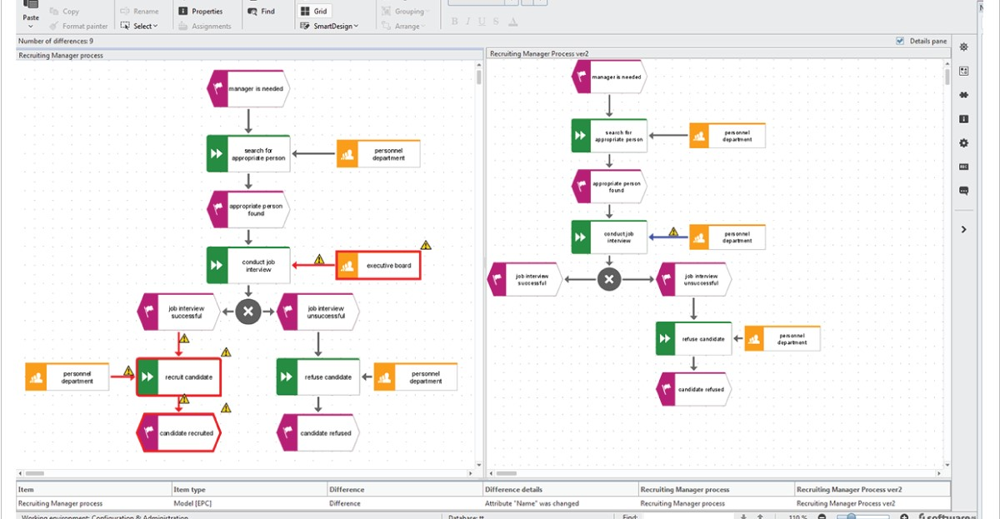 Paste
Copy
Format painter
Rename
Select
Properties
Assignments
Find
Grid
SmartDesign
Grouping
Arrange
B I U S A
Number of differences: 9
Details pane
Recruiting Manager process
manager is needed
search for
appropriate person
personnel
department
appropriate person
found
conduct job
interview
executive board
job interview
successful
job interview
unsuccessful
personnel
department
recruit candidate
refuse candidate
personnel
department
candidate recruited
candidate refused
Recruiting Manager Process ver2
manager is needed
search for
appropriate person
personnel
department
appropriate person
found
conduct job
interview
personnel
department
job interview
successful
job interview
unsuccessful
refuse candidate
personnel
department
candidate refused
Item Item type Difference Difference details Recruiting Manager process Recruiting Manager Process ver2
Recruiting Manager process Model [EPC] Difference Attribute "Name" was changed Recruiting Manager process Recruiting Manager Process ver2
Working environment: Configuration & Administration Database: Find: 110 % software